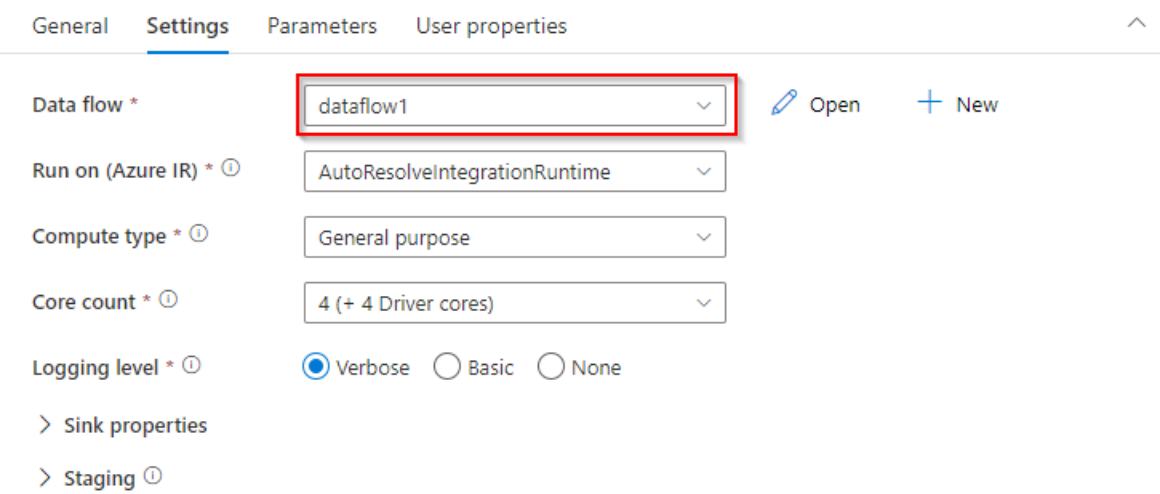 General Settings Parameters User properties
Data flow * dataflow1 Open New
Run on (Azure IR) * AutoResolveIntegrationRuntime
Compute type * General purpose
Core count * 4 (+ 4 Driver cores)
Logging level * Verbose Basic None
Sink properties
Staging